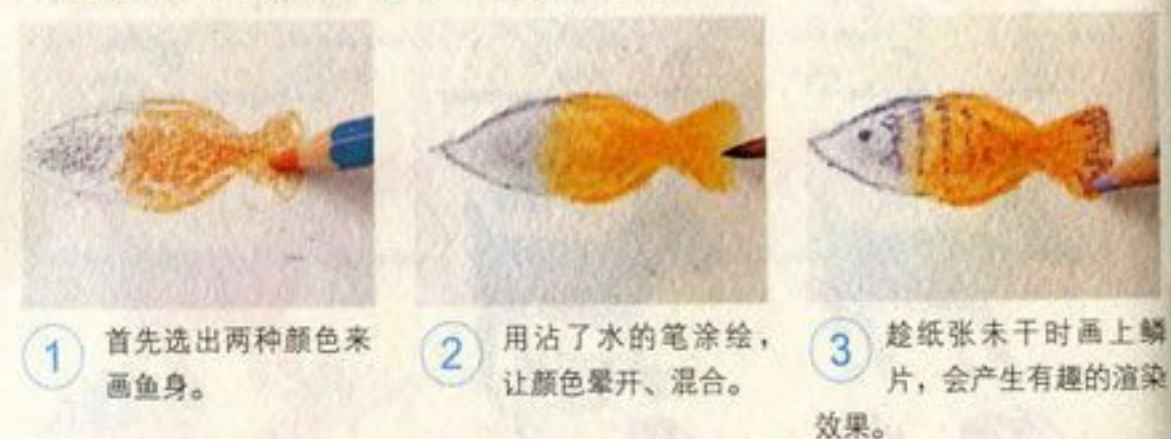 1
首先选出两种颜色来
画鱼身。
2
用沾了水的笔涂绘，
让颜色晕开、混合。
3
趁纸张未干时画上鳞
片，会产生有趣的渲染
效果。